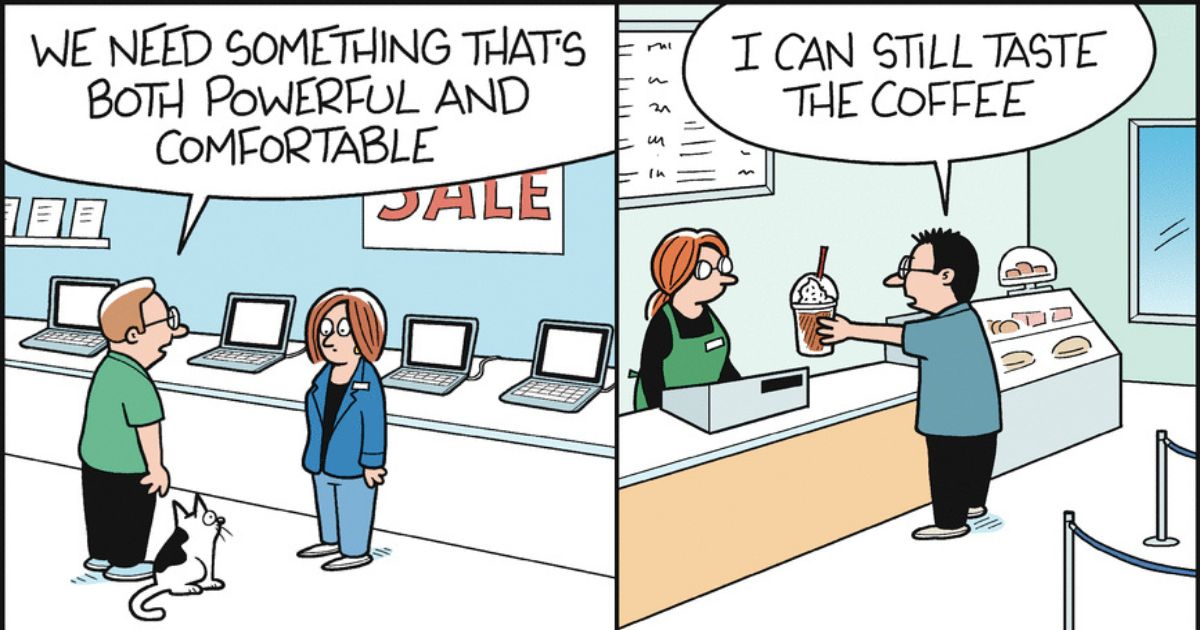 WE NEED SOMETHING THAT'S
BOTH POWERFUL AND
COMFORTABLE
SALE
I CAN STILL TASTE
THE COFFEE